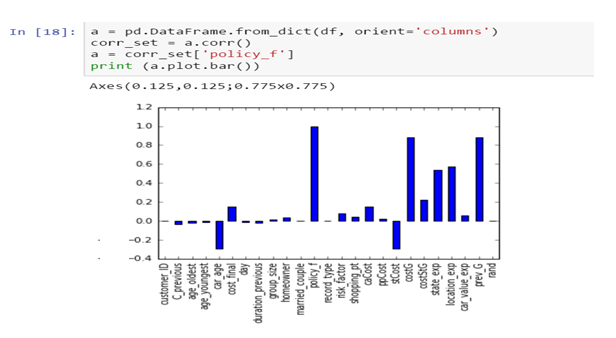 In [18]: a = pd.DataFrame.from_dict(df, orient='columns')
corr_set = a.corr()
a = corr_set['policy_f']
print (a.plot.bar())
Axes(0.125,0.125;0.775x0.775)
1.2
1.0
0.8
0.6
0.4
0.2
0.0
-0.2
-0.4
customer_ID
C_previous
age_oldest
age_youngest
car_age
cost_final
day
duration_previous
group_size
homeowner
married_couple
policy_f
record_type
risk_Factor
shopping_pt
caCost
ppCost
stCost
costG
costStG
state_exp
location_exp
car_value_exp
prev_G
rand